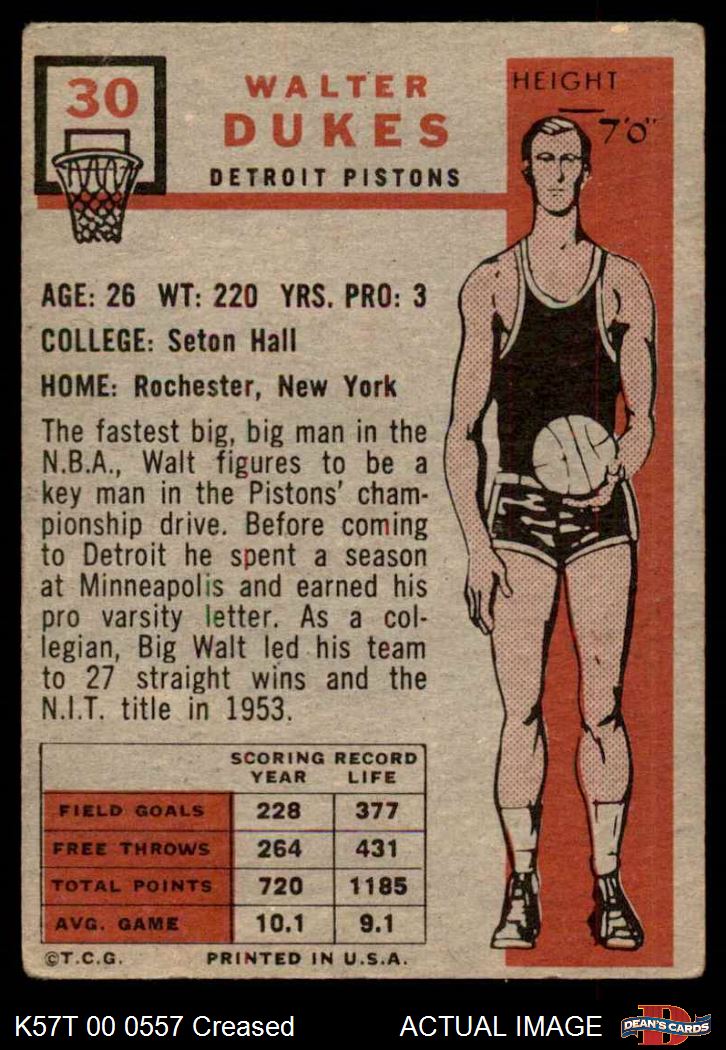 30
WALTER
DUKES
DETROIT PISTONS
HEIGHT
7'0"
AGE: 26 WT: 220 YRS. PRO: 3
COLLEGE: Seton Hall
HOME: Rochester, New York
The fastest big, big man in the
N.B.A., Walt figures to be a
key man in the Pistons' cham-
pionship drive. Before coming
to Detroit he spent a season
at Minneapolis and earned his
pro varsity letter. As a col-
legian, Big Walt led his team
to 27 straight wins and the
N.I.T. title in 1953.
SCORING RECORD
YEAR LIFE
FIELD GOALS 228 377
FREE THROWS 264 431
TOTAL POINTS 720 1185
AVG. GAME 10.1 9.1
©T.C.G. PRINTED IN U.S.A.
K57T 00 0557 Creased ACTUAL IMAGE
D
DEAN'S CARDS